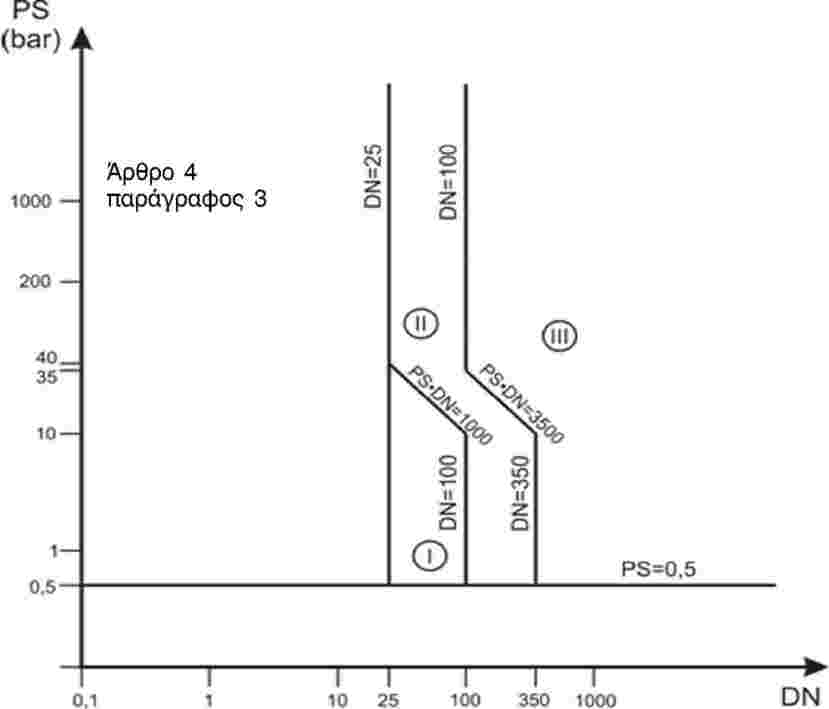 PS
(bar)
Άρθρο 4
παράγραφος 3
DN=25
DN=100
1000
200
40
35
10
1
0,5
II
III
PS•DN=1000
PS•DN=3500
DN=100
DN=350
I
PS=0,5
0,1
1
10
25
100
350
1000
DN